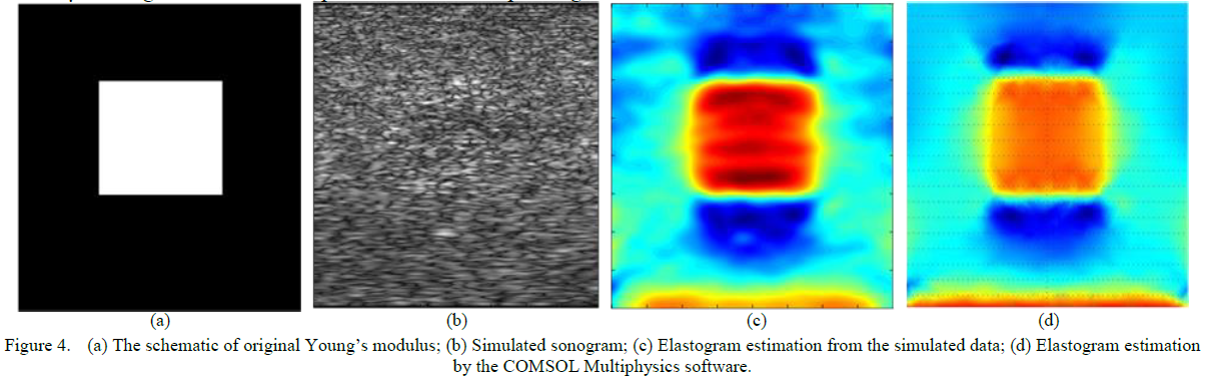 (a)
(b)
(c)
(d)
Figure 4. (a) The schematic of original Young’s modulus; (b) Simulated sonogram; (c) Elastogram estimation from the simulated data; (d) Elastogram estimation
by the COMSOL Multiphysics software.